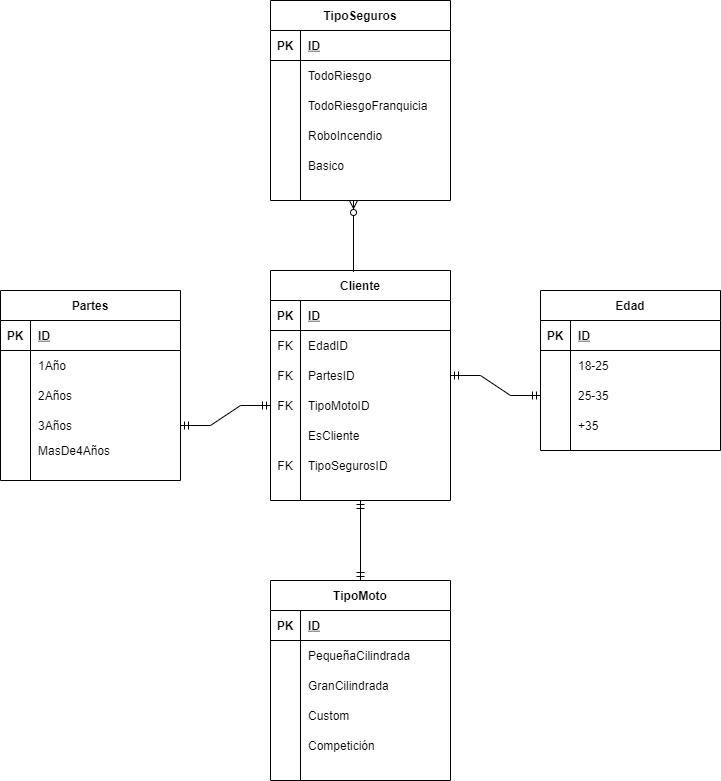 TipoSeguros
PK ID
TodoRiesgo
TodoRiesgoFranquicia
RoboIncendio
Basico
Partes
PK ID
1Año
2Años
3Años
MasDe4Años
Cliente
PK ID
FK EdadID
FK PartesID
FK TipoMotoID
EsCliente
FK TipoSegurosID
Edad
PK ID
18-25
25-35
+35
TipoMoto
PK ID
PequeñaCilindrada
GranCilindrada
Custom
Competición